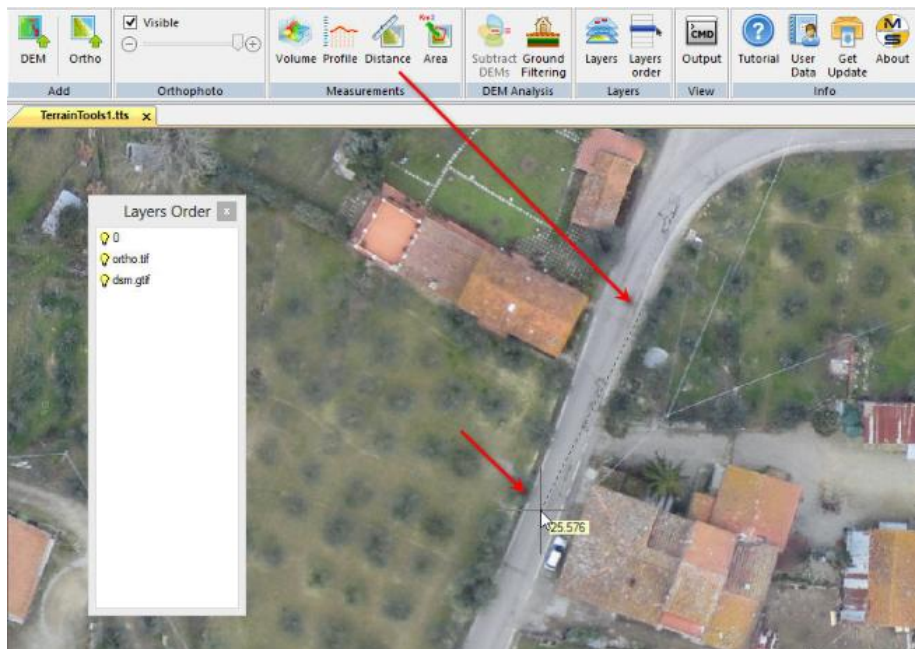 Visible
DEM Ortho Volume Profile Distance Area Subtract DEMs Ground Filtering Layers Layers order Output Tutorial User Data Get Update About
CMD
M
S
Add Orthophoto Measurements DEM Analysis Layers View Info
TerrainTools1.tts x
Layers Order x
0
ortho.tif
dsm.gtif
25.576